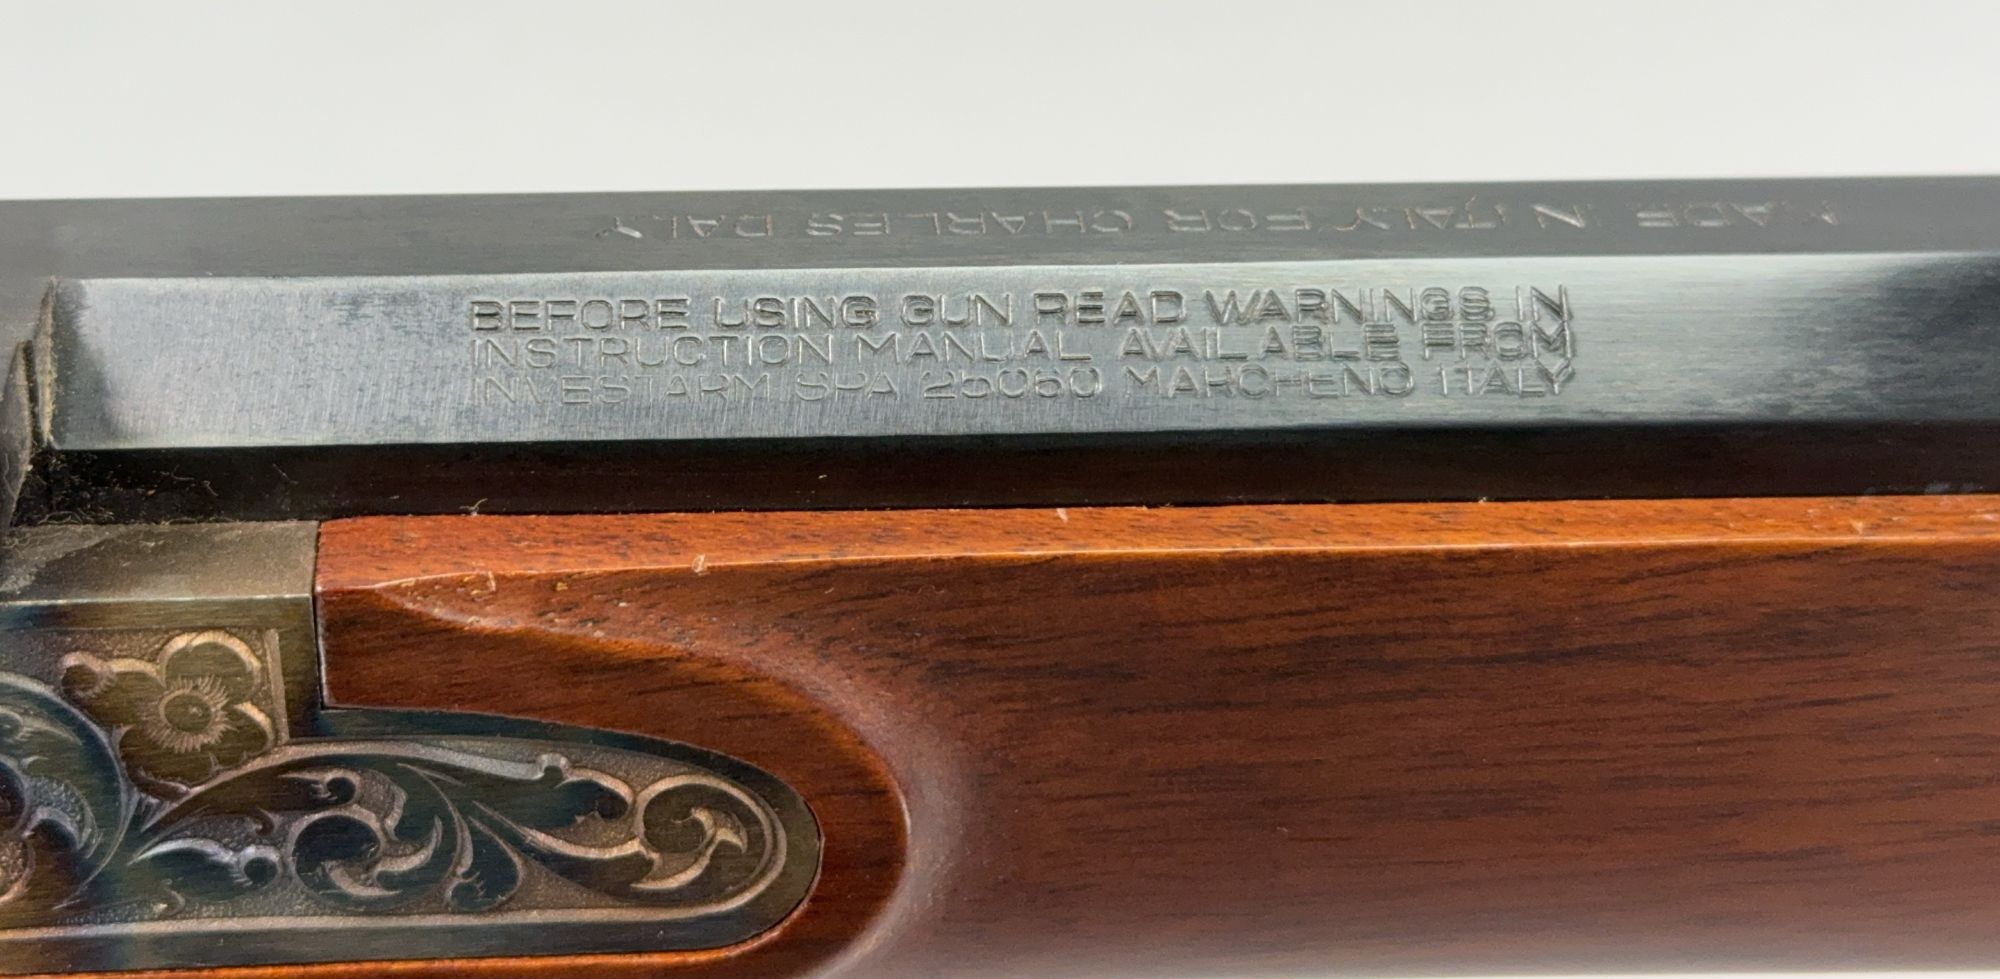 MADE IN ITALY FOR CHARLES DALY
BEFORE USING GUN READ WARNINGS IN
INSTRUCTION MANUAL AVAILABLE FROM
INVESTARM SPA 25060 MARCHENO ITALY